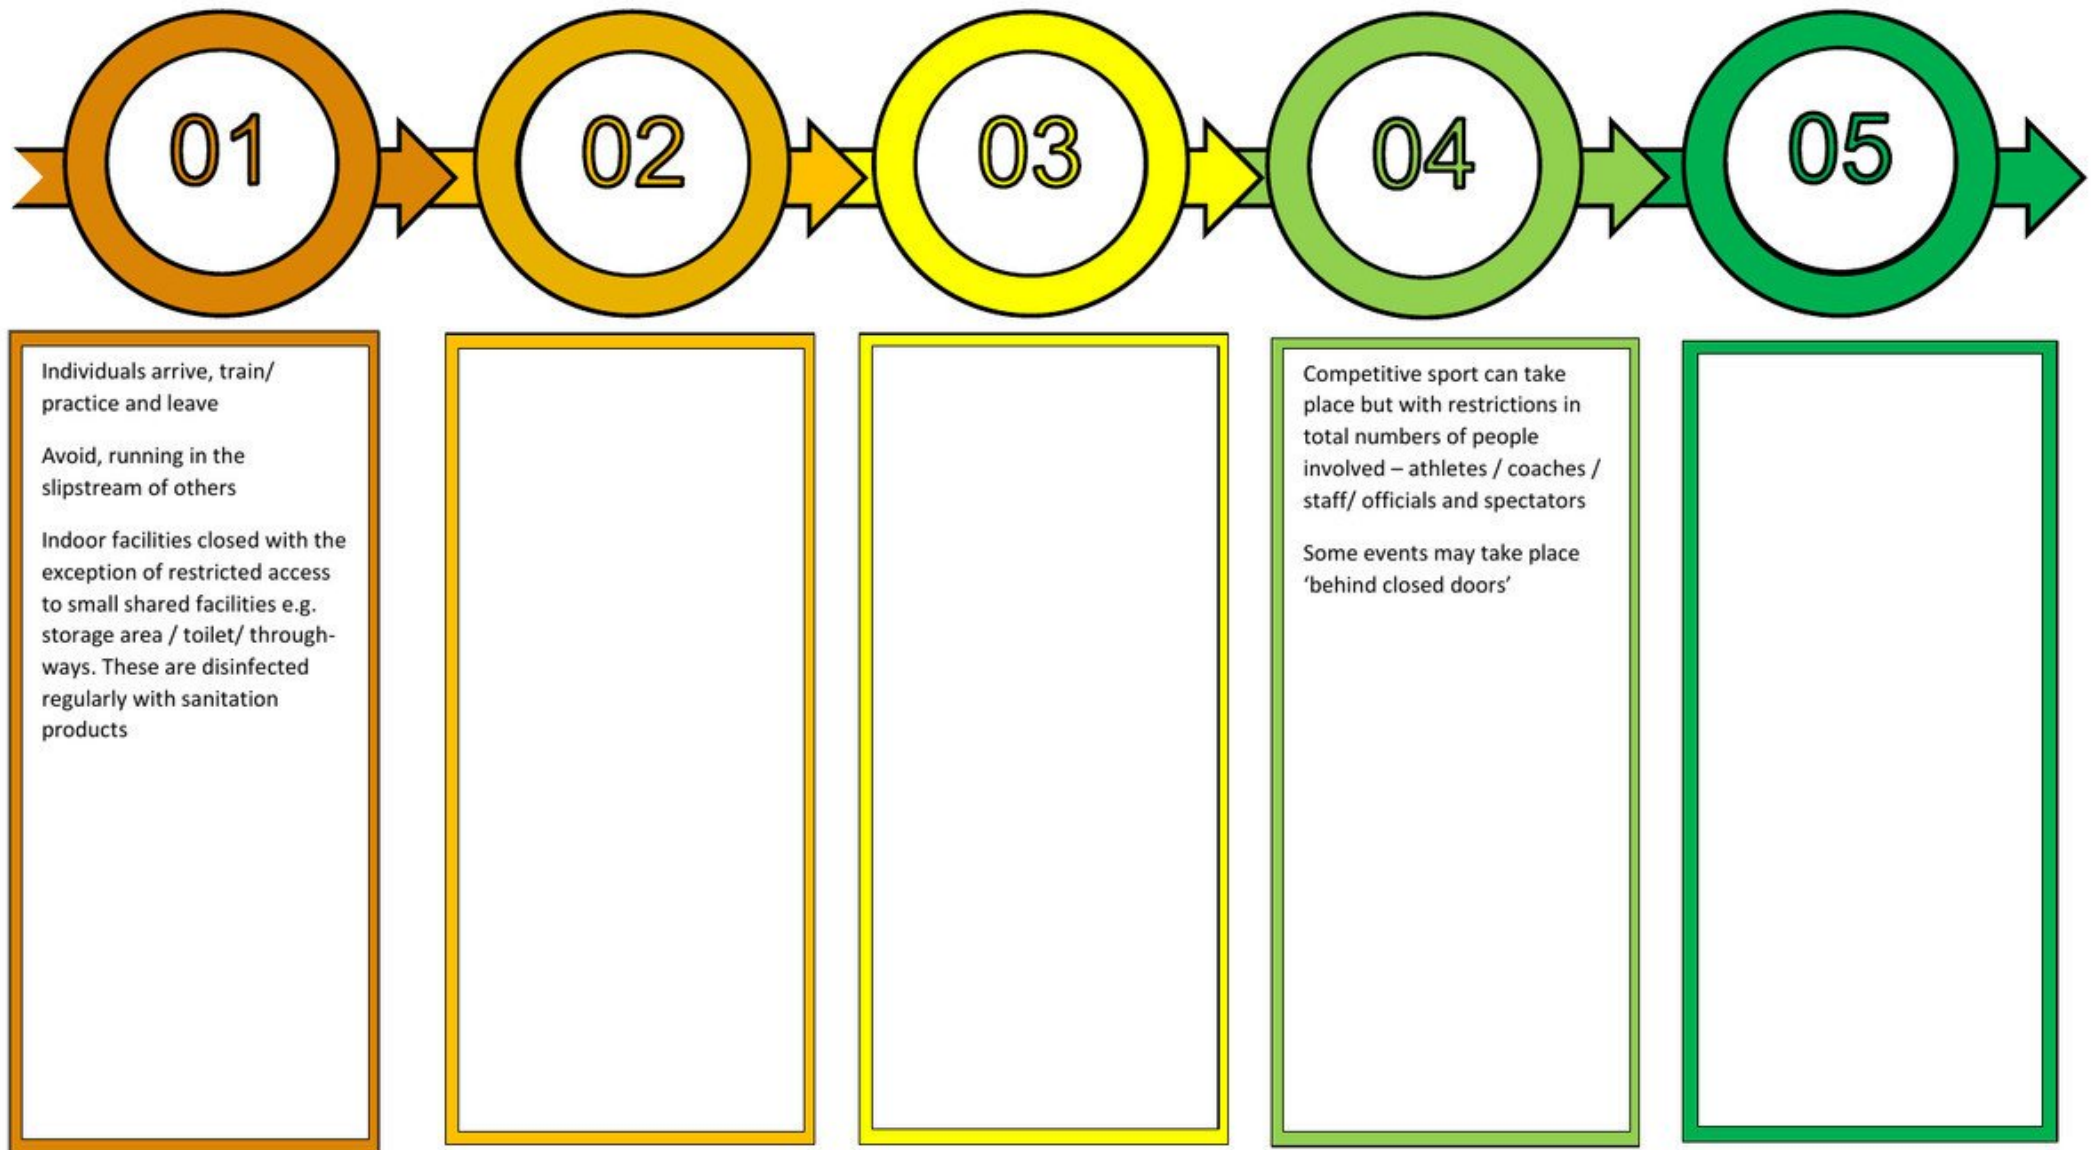 01
02
03
04
05
Individuals arrive, train/
practice and leave
Avoid, running in the
slipstream of others
Indoor facilities closed with the
exception of restricted access
to small shared facilities e.g.
storage area / toilet/ through-
ways. These are disinfected
regularly with sanitation
products
Competitive sport can take
place but with restrictions in
total numbers of people
involved – athletes / coaches /
staff/ officials and spectators
Some events may take place
‘behind closed doors’